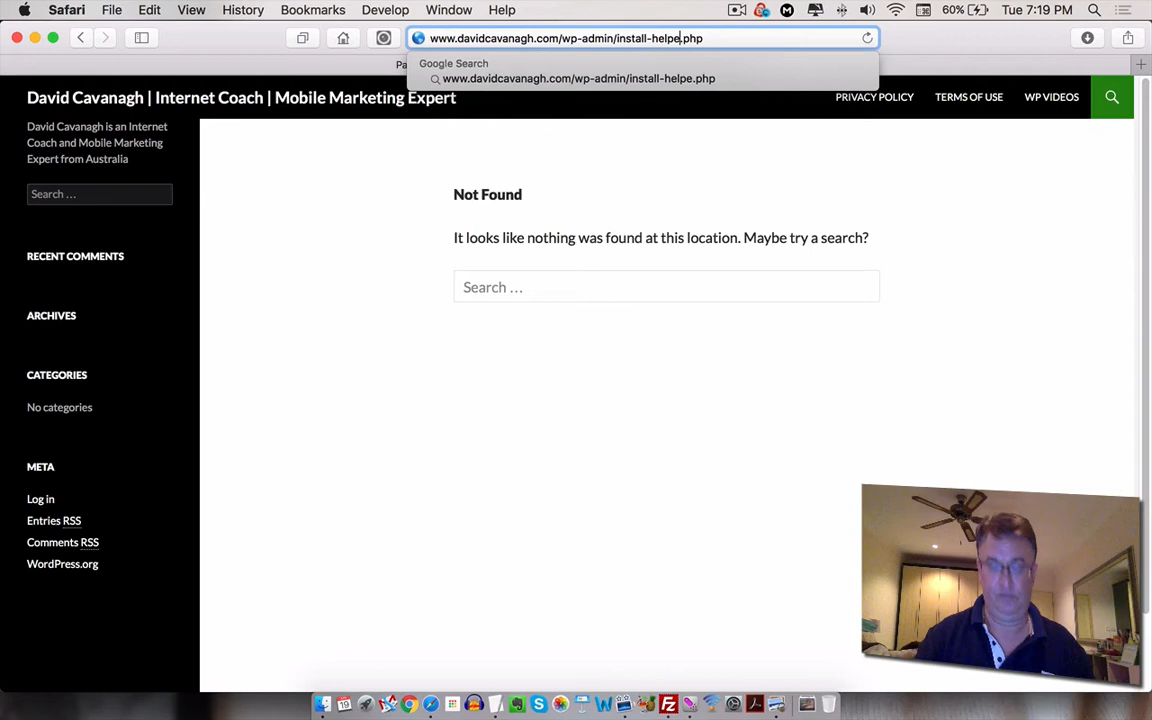 Safari File Edit View History Bookmarks Develop Window Help 60% Tue 7:19 PM
www.davidcavanagh.com/wp-admin/install-helpe.php
Google Search
www.davidcavanagh.com/wp-admin/install-helpe.php
Pa
David Cavanagh | Internet Coach | Mobile Marketing Expert
PRIVACY POLICY TERMS OF USE WP VIDEOS
David Cavanagh is an Internet
Coach and Mobile Marketing
Expert from Australia
Search …
RECENT COMMENTS
ARCHIVES
CATEGORIES
No categories
META
Log in
Entries RSS
Comments RSS
WordPress.org
Not Found
It looks like nothing was found at this location. Maybe try a search?
Search …